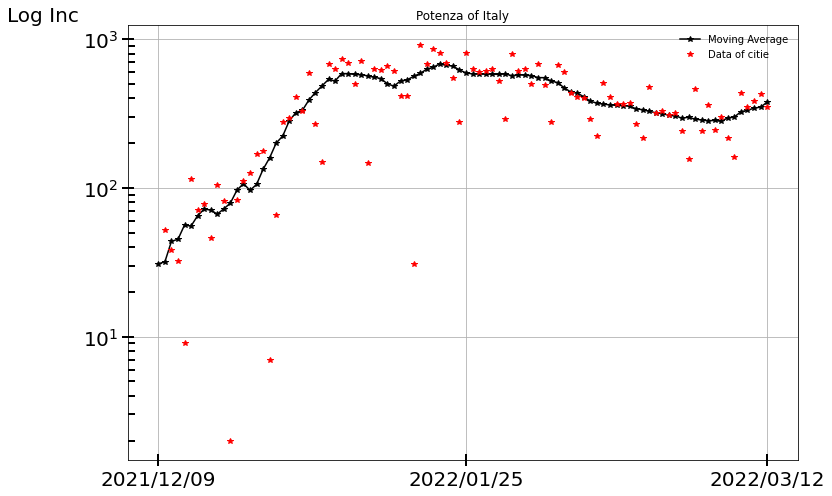 Log Inc
Potenza of Italy
Moving Average
Data of citie
10³
10²
10¹
2021/12/09
2022/01/25
2022/03/12